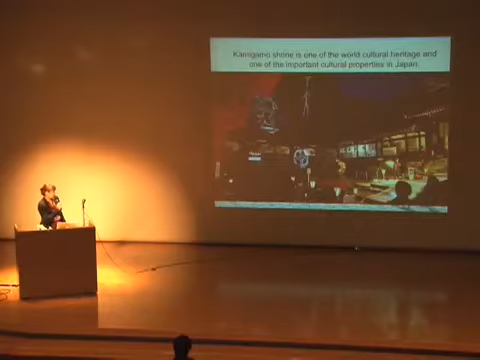 Kamigamo shrine is one of the world cultural heritage and
one of the important cultural properties in Japan.